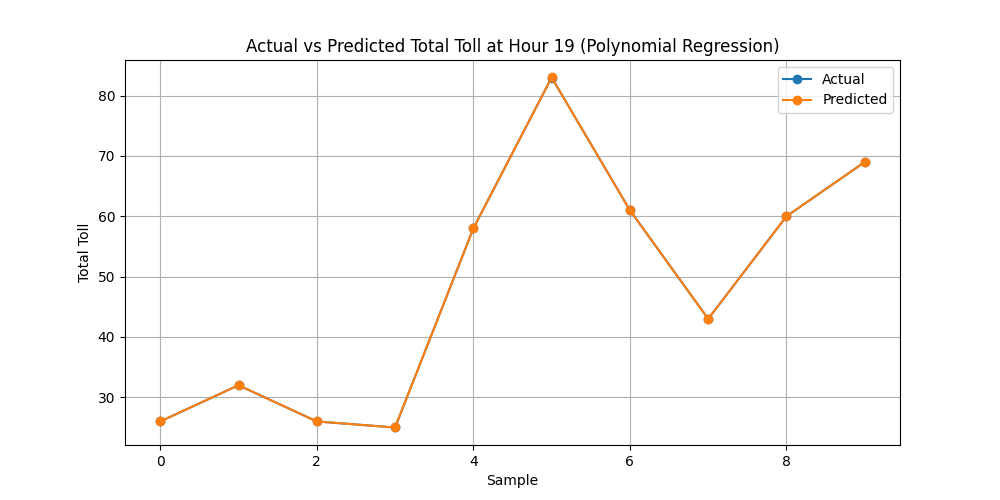 Actual vs Predicted Total Toll at Hour 19 (Polynomial Regression)
Actual
Predicted
80
70
60
50
40
30
Total Toll
0 2 4 6 8
Sample